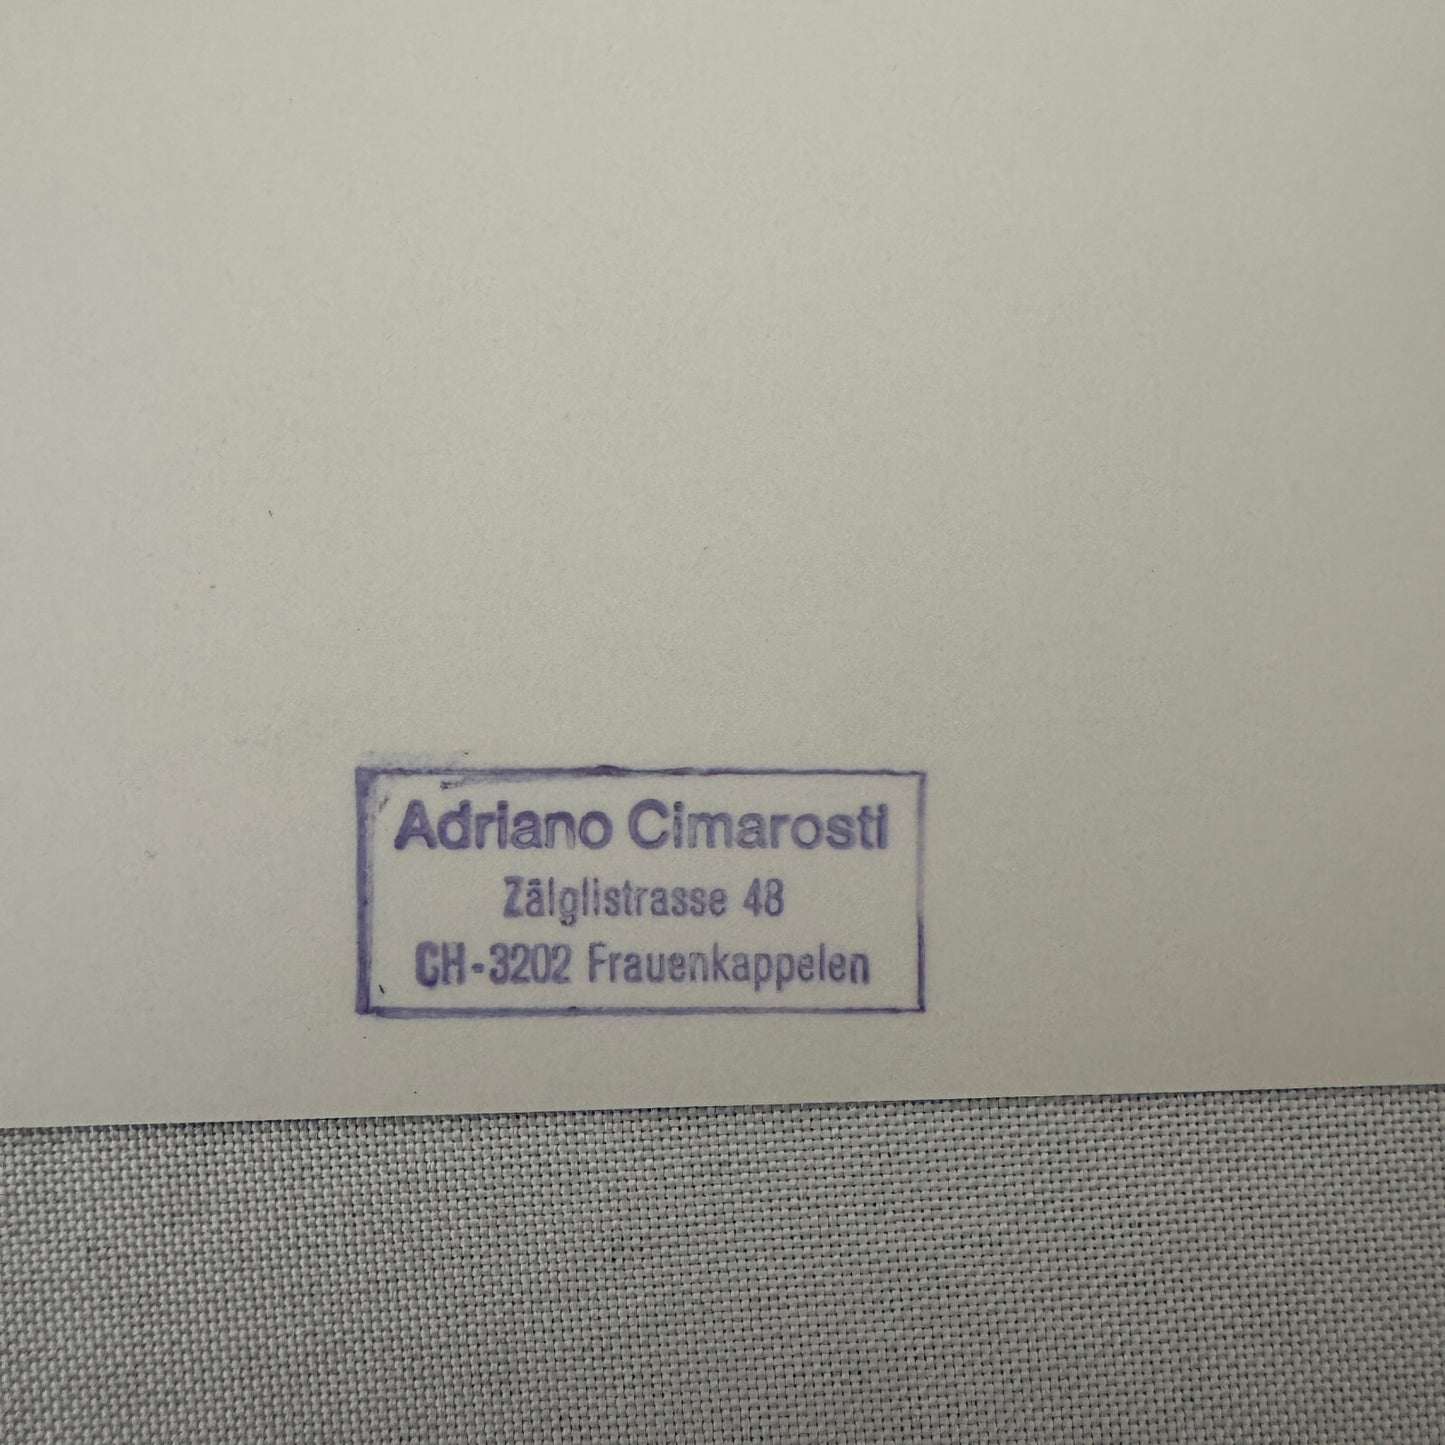 Adriano Cimarosti
Zälglistrasse 48
CH-3202 Frauenkappelen